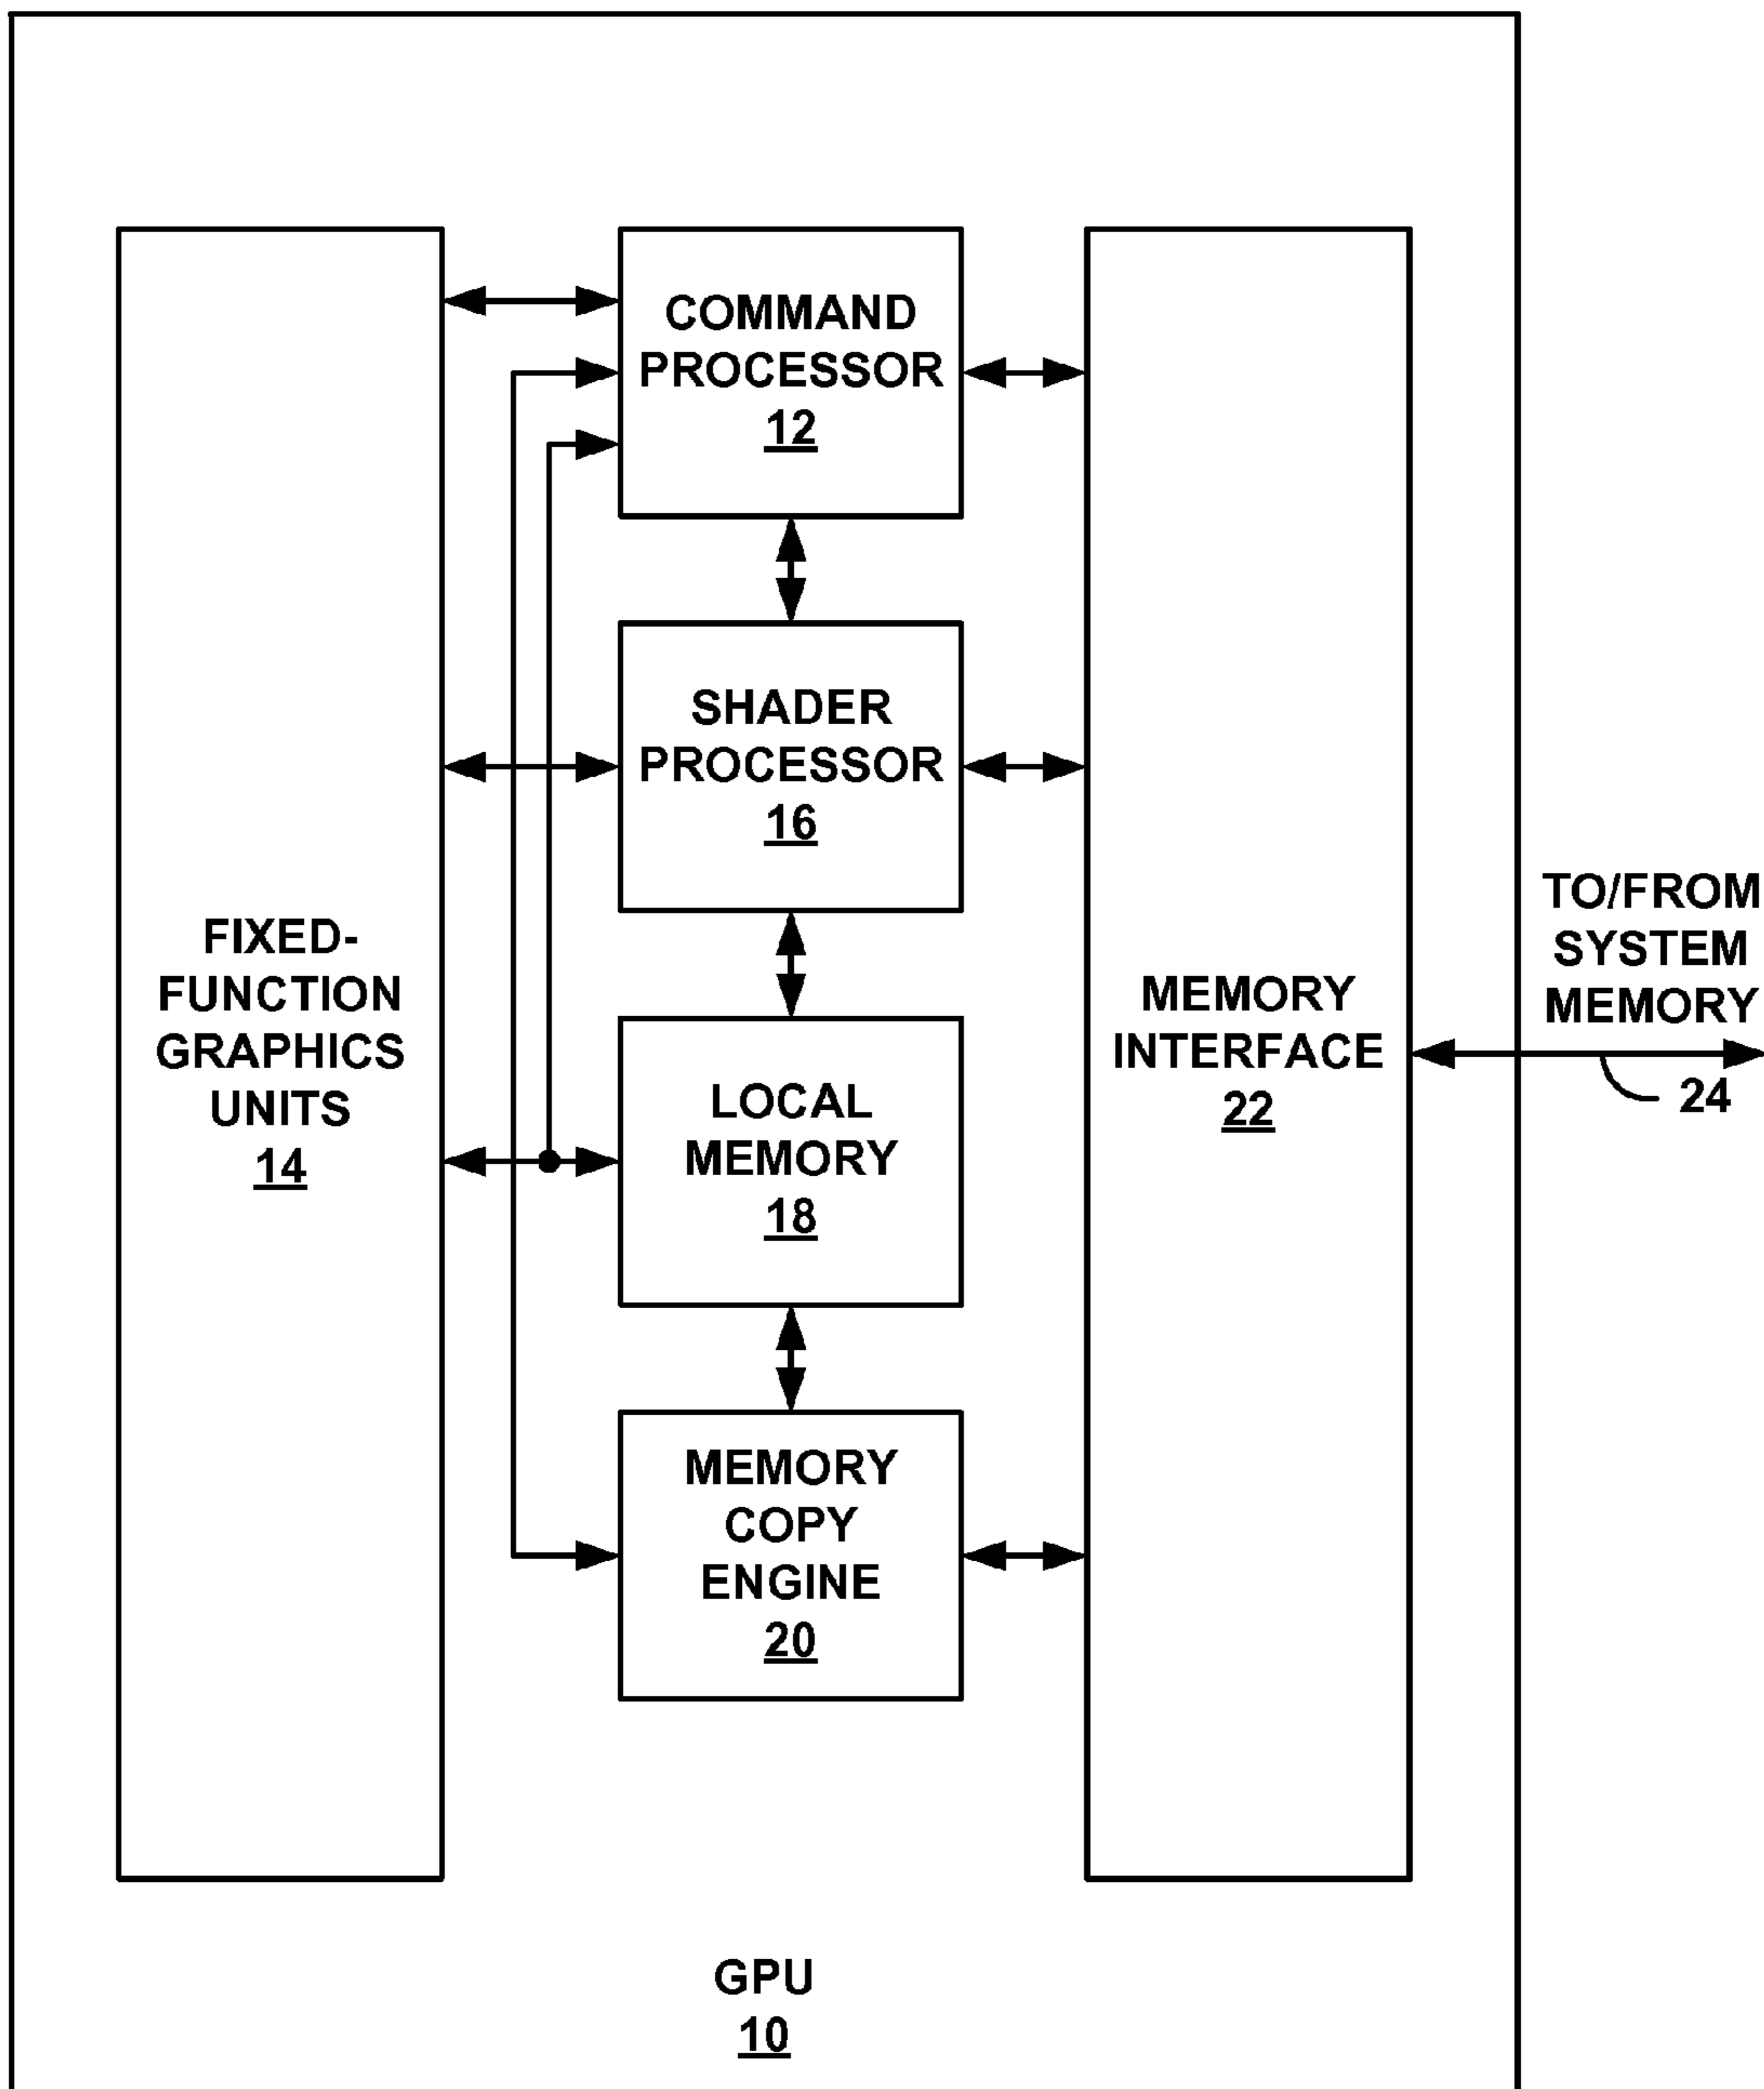 COMMAND
PROCESSOR
12
SHADER
PROCESSOR
16
FIXED-
FUNCTION
GRAPHICS
UNITS
14
LOCAL
MEMORY
18
MEMORY
COPY
ENGINE
20
MEMORY
INTERFACE
22
TO/FROM
SYSTEM
MEMORY
24
GPU
10